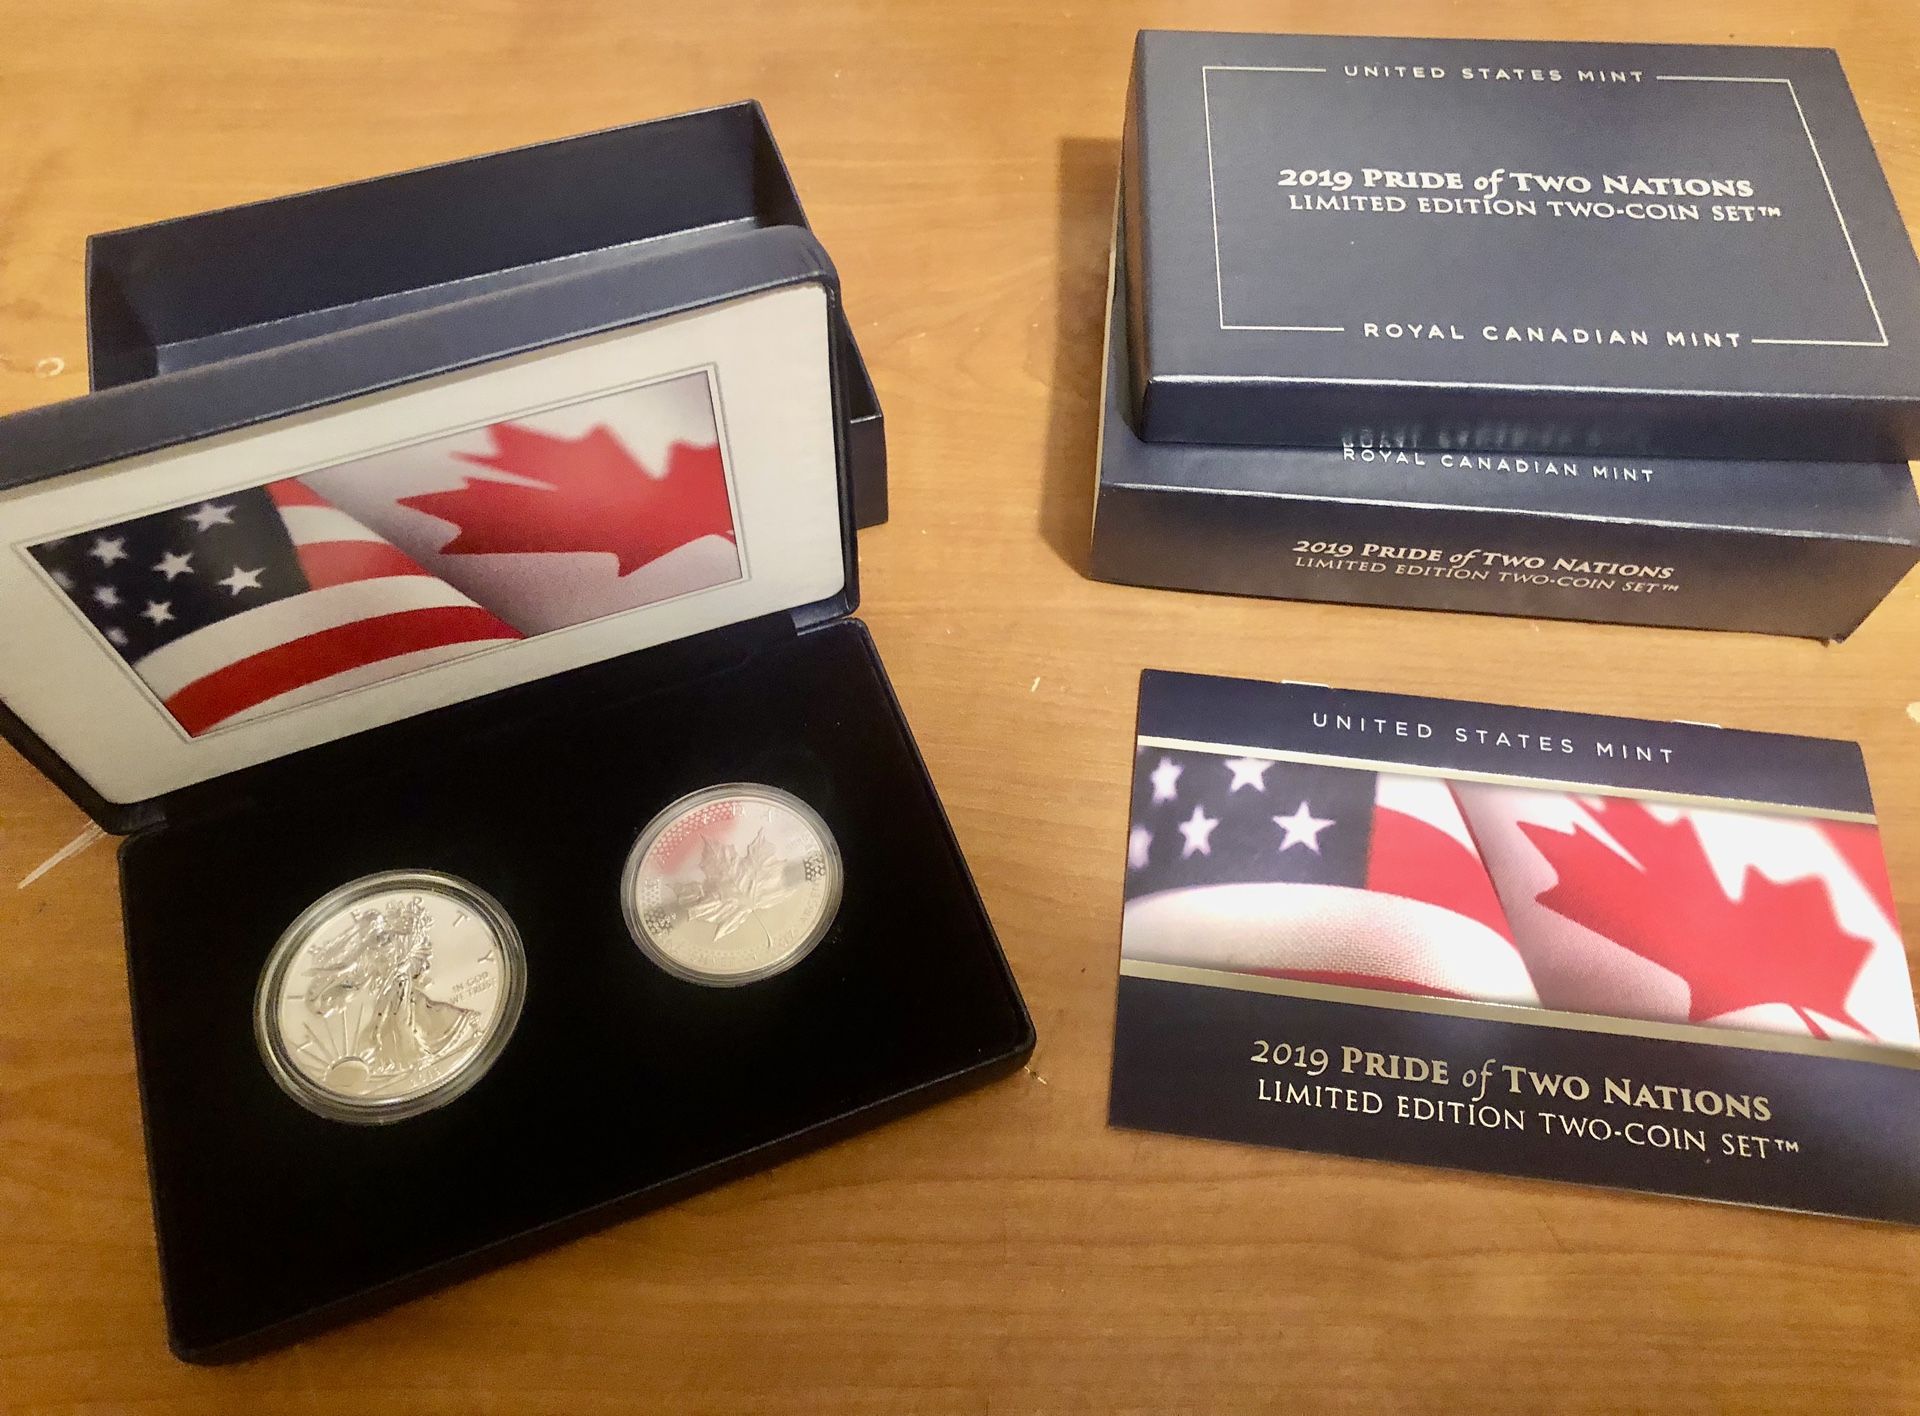 UNITED STATES MINT
2019 PRIDE of TWO NATIONS
LIMITED EDITION TWO-COIN SET™
ROYAL CANADIAN MINT
ROYAL CANADIAN MINT
2019 PRIDE of TWO NATIONS
LIMITED EDITION TWO-COIN SET™
UNITED STATES MINT
2019 PRIDE of TWO NATIONS
LIMITED EDITION TWO-COIN SET™
LIBERTY
IN GOD
WE TRUST
2019